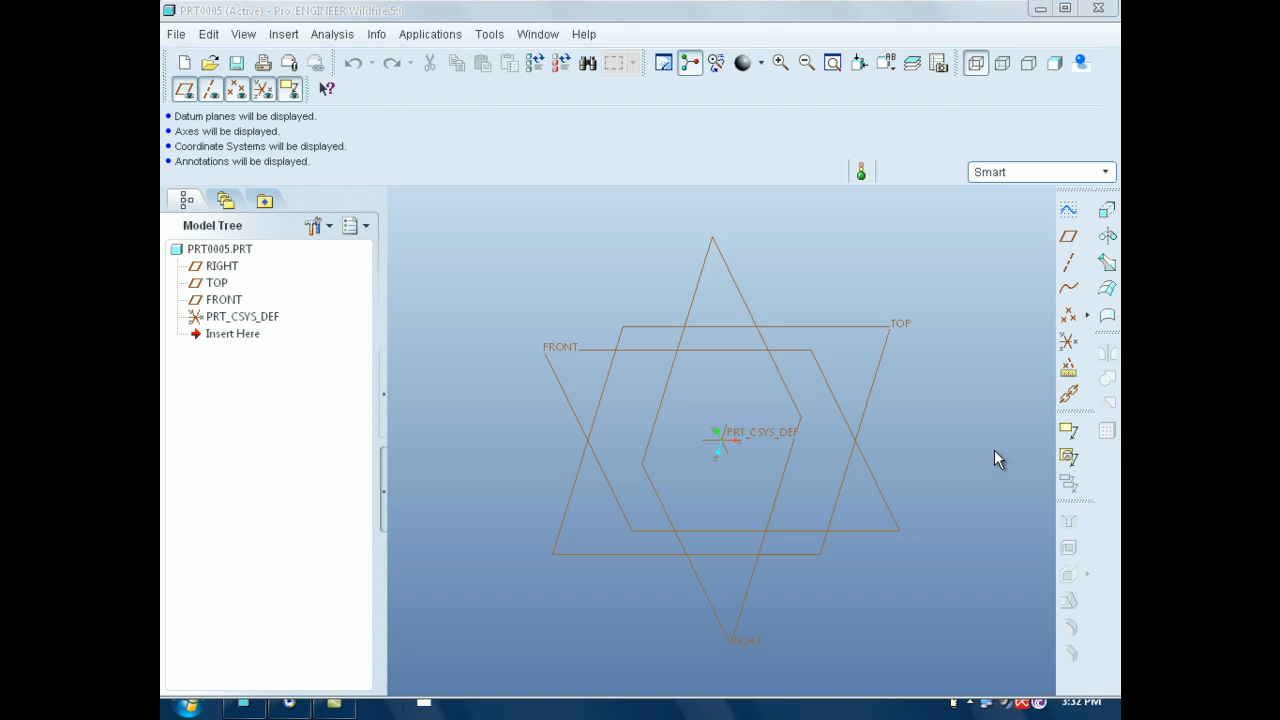 PRT0005 (Active) - Pro/ENGINEER Wildfire 5.0
File Edit View Insert Analysis Info Applications Tools Window Help
Datum planes will be displayed.
Axes will be displayed.
Coordinate Systems will be displayed.
Annotations will be displayed.
Smart
Model Tree
PRT0005.PRT
RIGHT
TOP
FRONT
PRT_CSYS_DEF
Insert Here
TOP
FRONT
PRT_CSYS_DEF
RIGHT
3:32 PM